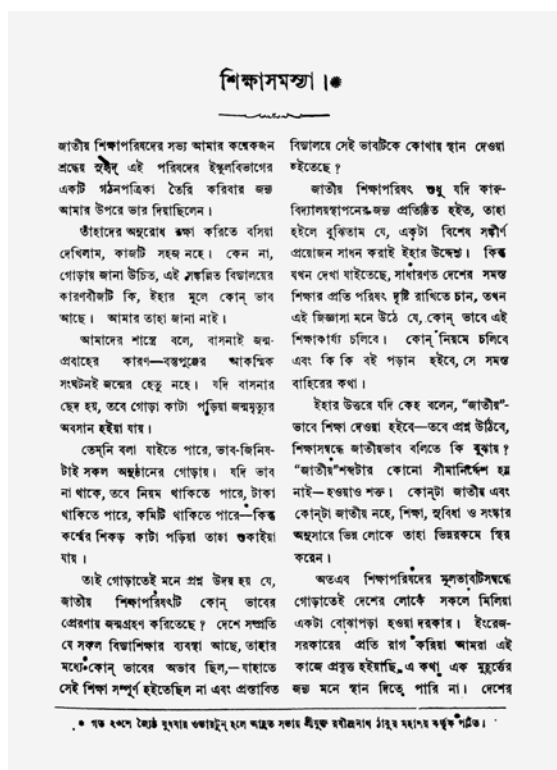 শিক্ষাসমস্যা।*
জাতীয় শিক্ষাপরিষদের সভ্য আমার কয়েকজন
শ্রদ্ধেয় সুহৃদ্ এই পরিষদের ইস্কুলবিভাগের
একটি গঠনপত্রিকা তৈরি করিবার জন্য
আমার উপরে ভার দিয়াছিলেন।
তাঁহাদের অনুরোধ রক্ষা করিতে বসিয়া
দেখিলাম, কাজটি সহজ নহে। কেন না,
গোড়ায় জানা উচিত, এই সঙ্কল্পিত বিদ্যালয়ের
কারণবীজটি কি, ইহার মূলে কোন্ ভাব
আছে। আমার তাহা জানা নাই।
আমাদের শাস্ত্রে বলে, বাসনাই জন্ম-
প্রবাহের কারণ—বস্তুপুঞ্জের আকস্মিক
সংঘটনই জন্মের হেতু নহে। যদি বাসনার
ছেদ হয়, তবে গোড়া কাটা পড়িয়া জন্মমৃত্যুর
অবসান হইয়া যায়।
তেম্‌নি বলা যাইতে পারে, ভাব-জিনিষ-
টাই সকল অনুষ্ঠানের গোড়ায়। যদি ভাব
না থাকে, তবে নিয়ম থাকিতে পারে, টাকা
থাকিতে পারে, কমিটি থাকিতে পারে—কিন্তু
কর্ম্মের শিকড় কাটা পড়িয়া তাহা শুকাইয়া
যায়।
তাই গোড়াতেই মনে প্রশ্ন উদয় হয় যে,
জাতীয় শিক্ষাপরিষৎটি কোন্ ভাবের
প্রেরণায় জন্মগ্রহণ করিতেছে? দেশে সম্প্রতি
যে সকল বিদ্যাশিক্ষার ব্যবস্থা আছে, তাহার
মধ্যে কোন্ ভাবের অভাব ছিল,—যাহাতে
সেই শিক্ষা সম্পূর্ণ হইতেছিল না এবং প্রস্তাবিত
বিদ্যালয়ে সেই ভাবটিকে কোথায় স্থান দেওয়া
হইতেছে?
জাতীয় শিক্ষাপরিষৎ শুধু যদি কারু-
বিদ্যালয়স্থাপনের জন্য প্রতিষ্ঠিত হইত, তাহা
হইলে বুঝিতাম যে, একটা বিশেষ সঙ্কীর্ণ
প্রয়োজন সাধন করাই ইহার উদ্দেশ্য। কিন্তু
যখন দেখা যাইতেছে, সাধারণত দেশের সমস্ত
শিক্ষার প্রতি পরিষৎ দৃষ্টি রাখিতে চান, তখন
এই জিজ্ঞাসা মনে উঠে যে, কোন্ ভাবে এই
শিক্ষাকার্য্য চলিবে। কোন্ নিয়মে চলিবে
এবং কি কি বই পড়ান হইবে, সে সমস্ত
বাহিরের কথা।
ইহার উত্তরে যদি কেহ বলেন, “জাতীয়”-
ভাবে শিক্ষা দেওয়া হইবে—তবে প্রশ্ন উঠিবে,
শিক্ষাসম্বন্ধে জাতীয়ভাব বলিতে কি বুঝায়?
“জাতীয়”শব্দটার কোনো সীমানির্দ্দেশ হয়
নাই—হওয়াও শক্ত। কোন্‌টা জাতীয় এবং
কোন্‌টা জাতীয় নহে, শিক্ষা, সুবিধা ও সংস্কার
অনুসারে ভিন্ন লোকে তাহা ভিন্নরকমে স্থির
করেন।
অতএব শিক্ষাপরিষদের মূলভাবটিসম্বন্ধে
গোড়াতেই দেশের লোকে সকলে মিলিয়া
একটা বোঝাপড়া হওয়া দরকার। ইংরেজ-
সরকারের প্রতি রাগ করিয়া আমরা এই
কাজে প্রবৃত্ত হইয়াছি, এ কথা এক মুহূর্ত্তের
জন্য মনে স্থান দিতে পারি না। দেশের
* গত ২৩শে জ্যৈষ্ঠ বুধবার ওভারটুন্ হলে আহূত সভায় শ্রীযুক্ত রবীন্দ্রনাথ ঠাকুর মহাশয় কর্তৃক পঠিত।